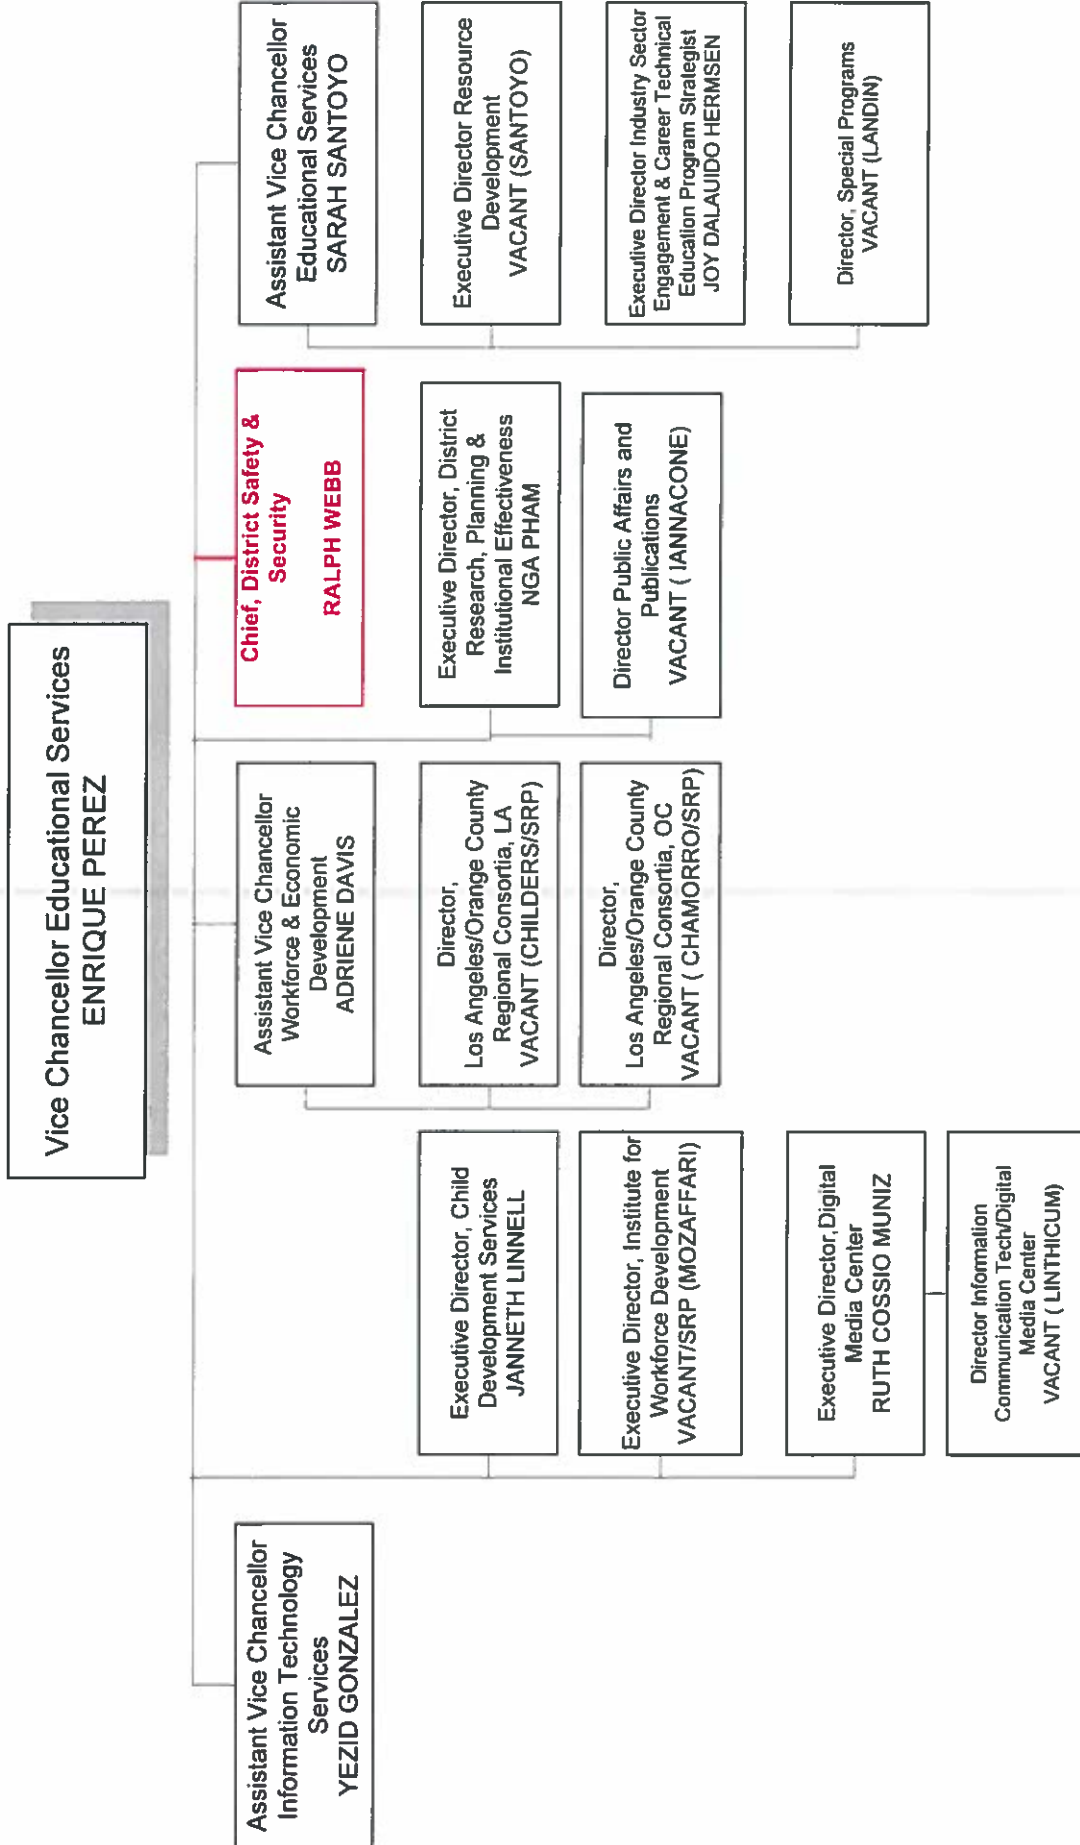 Vice Chancellor Educational Services
ENRIQUE PEREZ
Assistant Vice Chancellor
Information Technology
Services
YEZID GONZALEZ
Executive Director, Child
Development Services
JANNETH LINNELL
Executive Director, Institute for
Workforce Development
VACANT/SRP (MOZAFFARI)
Executive Director,Digital
Media Center
RUTH COSSIO MUNIZ
Director Information
Communication Tech/Digital
Media Center
VACANT ( LINTHICUM)
Assistant Vice Chancellor
Workforce & Economic
Development
ADRIENE DAVIS
Director,
Los Angeles/Orange County
Regional Consortia, LA
VACANT (CHILDERS/SRP)
Director,
Los Angeles/Orange County
Regional Consortia, OC
VACANT ( CHAMORRO/SRP)
Chief, District Safety &
Security
RALPH WEBB
Executive Director, District
Research, Planning &
Institutional Effectiveness
NGA PHAM
Director Public Affairs and
Publications
VACANT ( IANNACONE)
Assistant Vice Chancellor
Educational Services
SARAH SANTOYO
Executive Director Resource
Development
VACANT (SANTOYO)
Executive Director Industry Sector
Engagement & Career Technical
Education Program Strategist
JOY DALAUIDO HERMSEN
Director, Special Programs
VACANT (LANDIN)